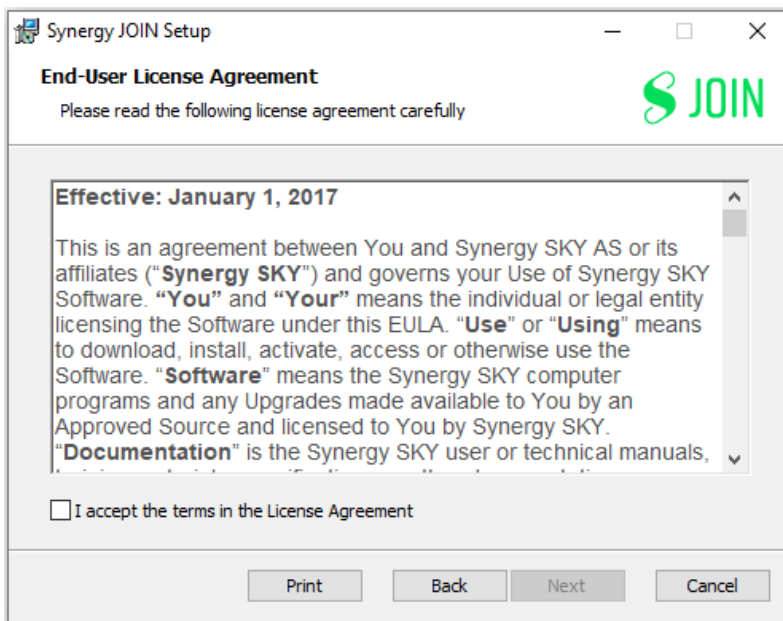 Synergy JOIN Setup
End-User License Agreement
Please read the following license agreement carefully
JOIN
Effective: January 1, 2017
This is an agreement between You and Synergy SKY AS or its
affiliates (“Synergy SKY”) and governs your Use of Synergy SKY
Software. “You” and “Your” means the individual or legal entity
licensing the Software under this EULA. “Use” or “Using” means
to download, install, activate, access or otherwise use the
Software. “Software” means the Synergy SKY computer
programs and any Upgrades made available to You by an
Approved Source and licensed to You by Synergy SKY.
“Documentation” is the Synergy SKY user or technical manuals,
I accept the terms in the License Agreement
Print Back Next Cancel